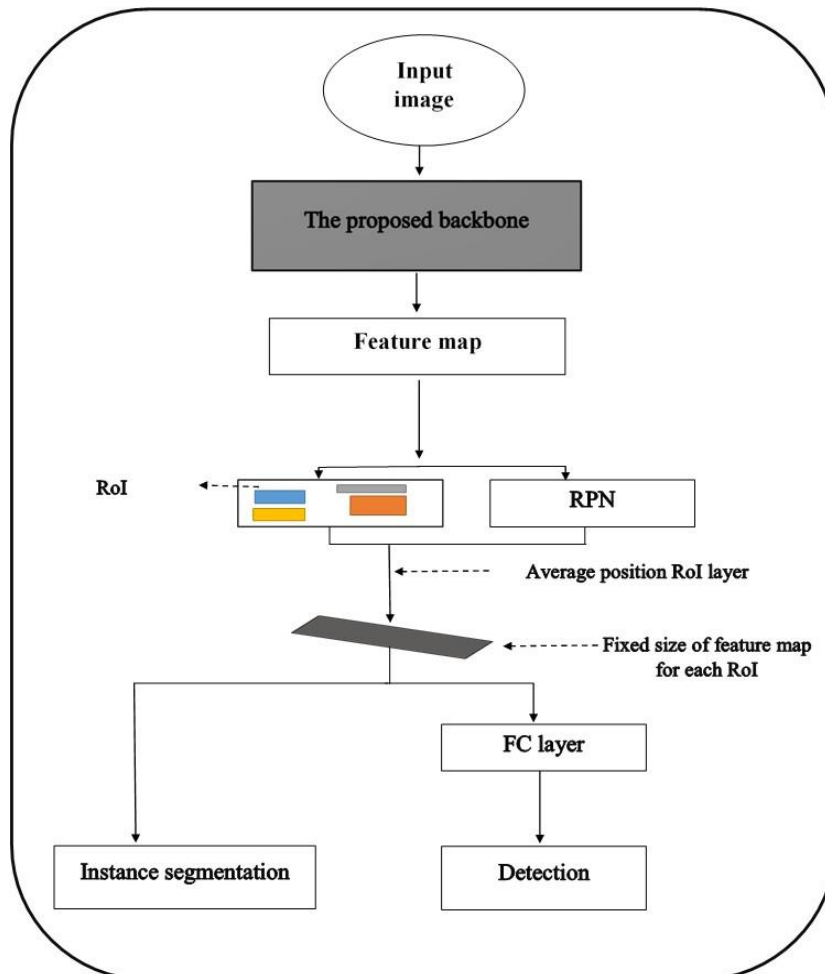 Input
image
The proposed backbone
Feature map
RoI
RPN
Average position RoI layer
Fixed size of feature map
for each RoI
FC layer
Instance segmentation
Detection